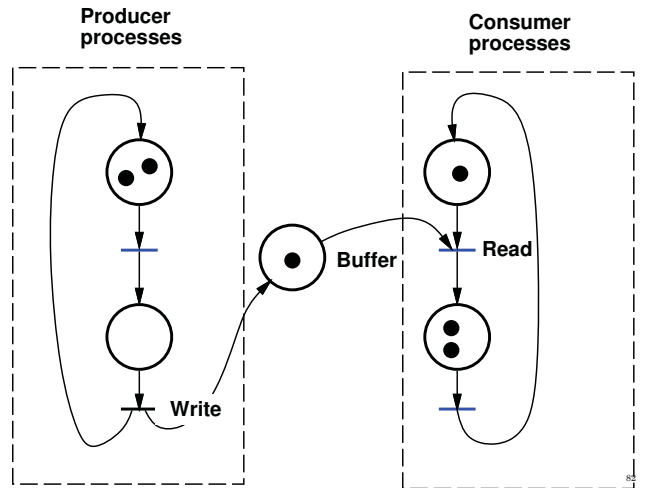 Producer
processes
Consumer
processes
Buffer
Read
Write
82